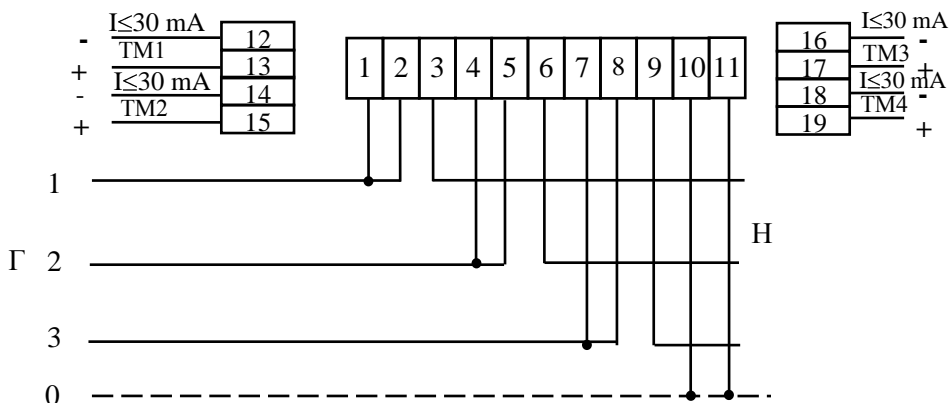 I≤30 mA
- 12
TM1
+ 13
I≤30 mA
- 14
TM2
+ 15
1 2 3 4 5 6 7 8 9 10 11
I≤30 mA
16 -
TM3
17 +
I≤30 mA
18 -
TM4
19 +
1
Г 2 Н
3
0